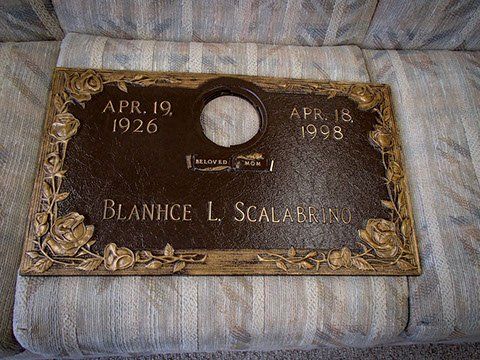 APR. 19,
1926
APR. 18,
1998
BELOVED MOM
BLANHCE L. SCALABRINO